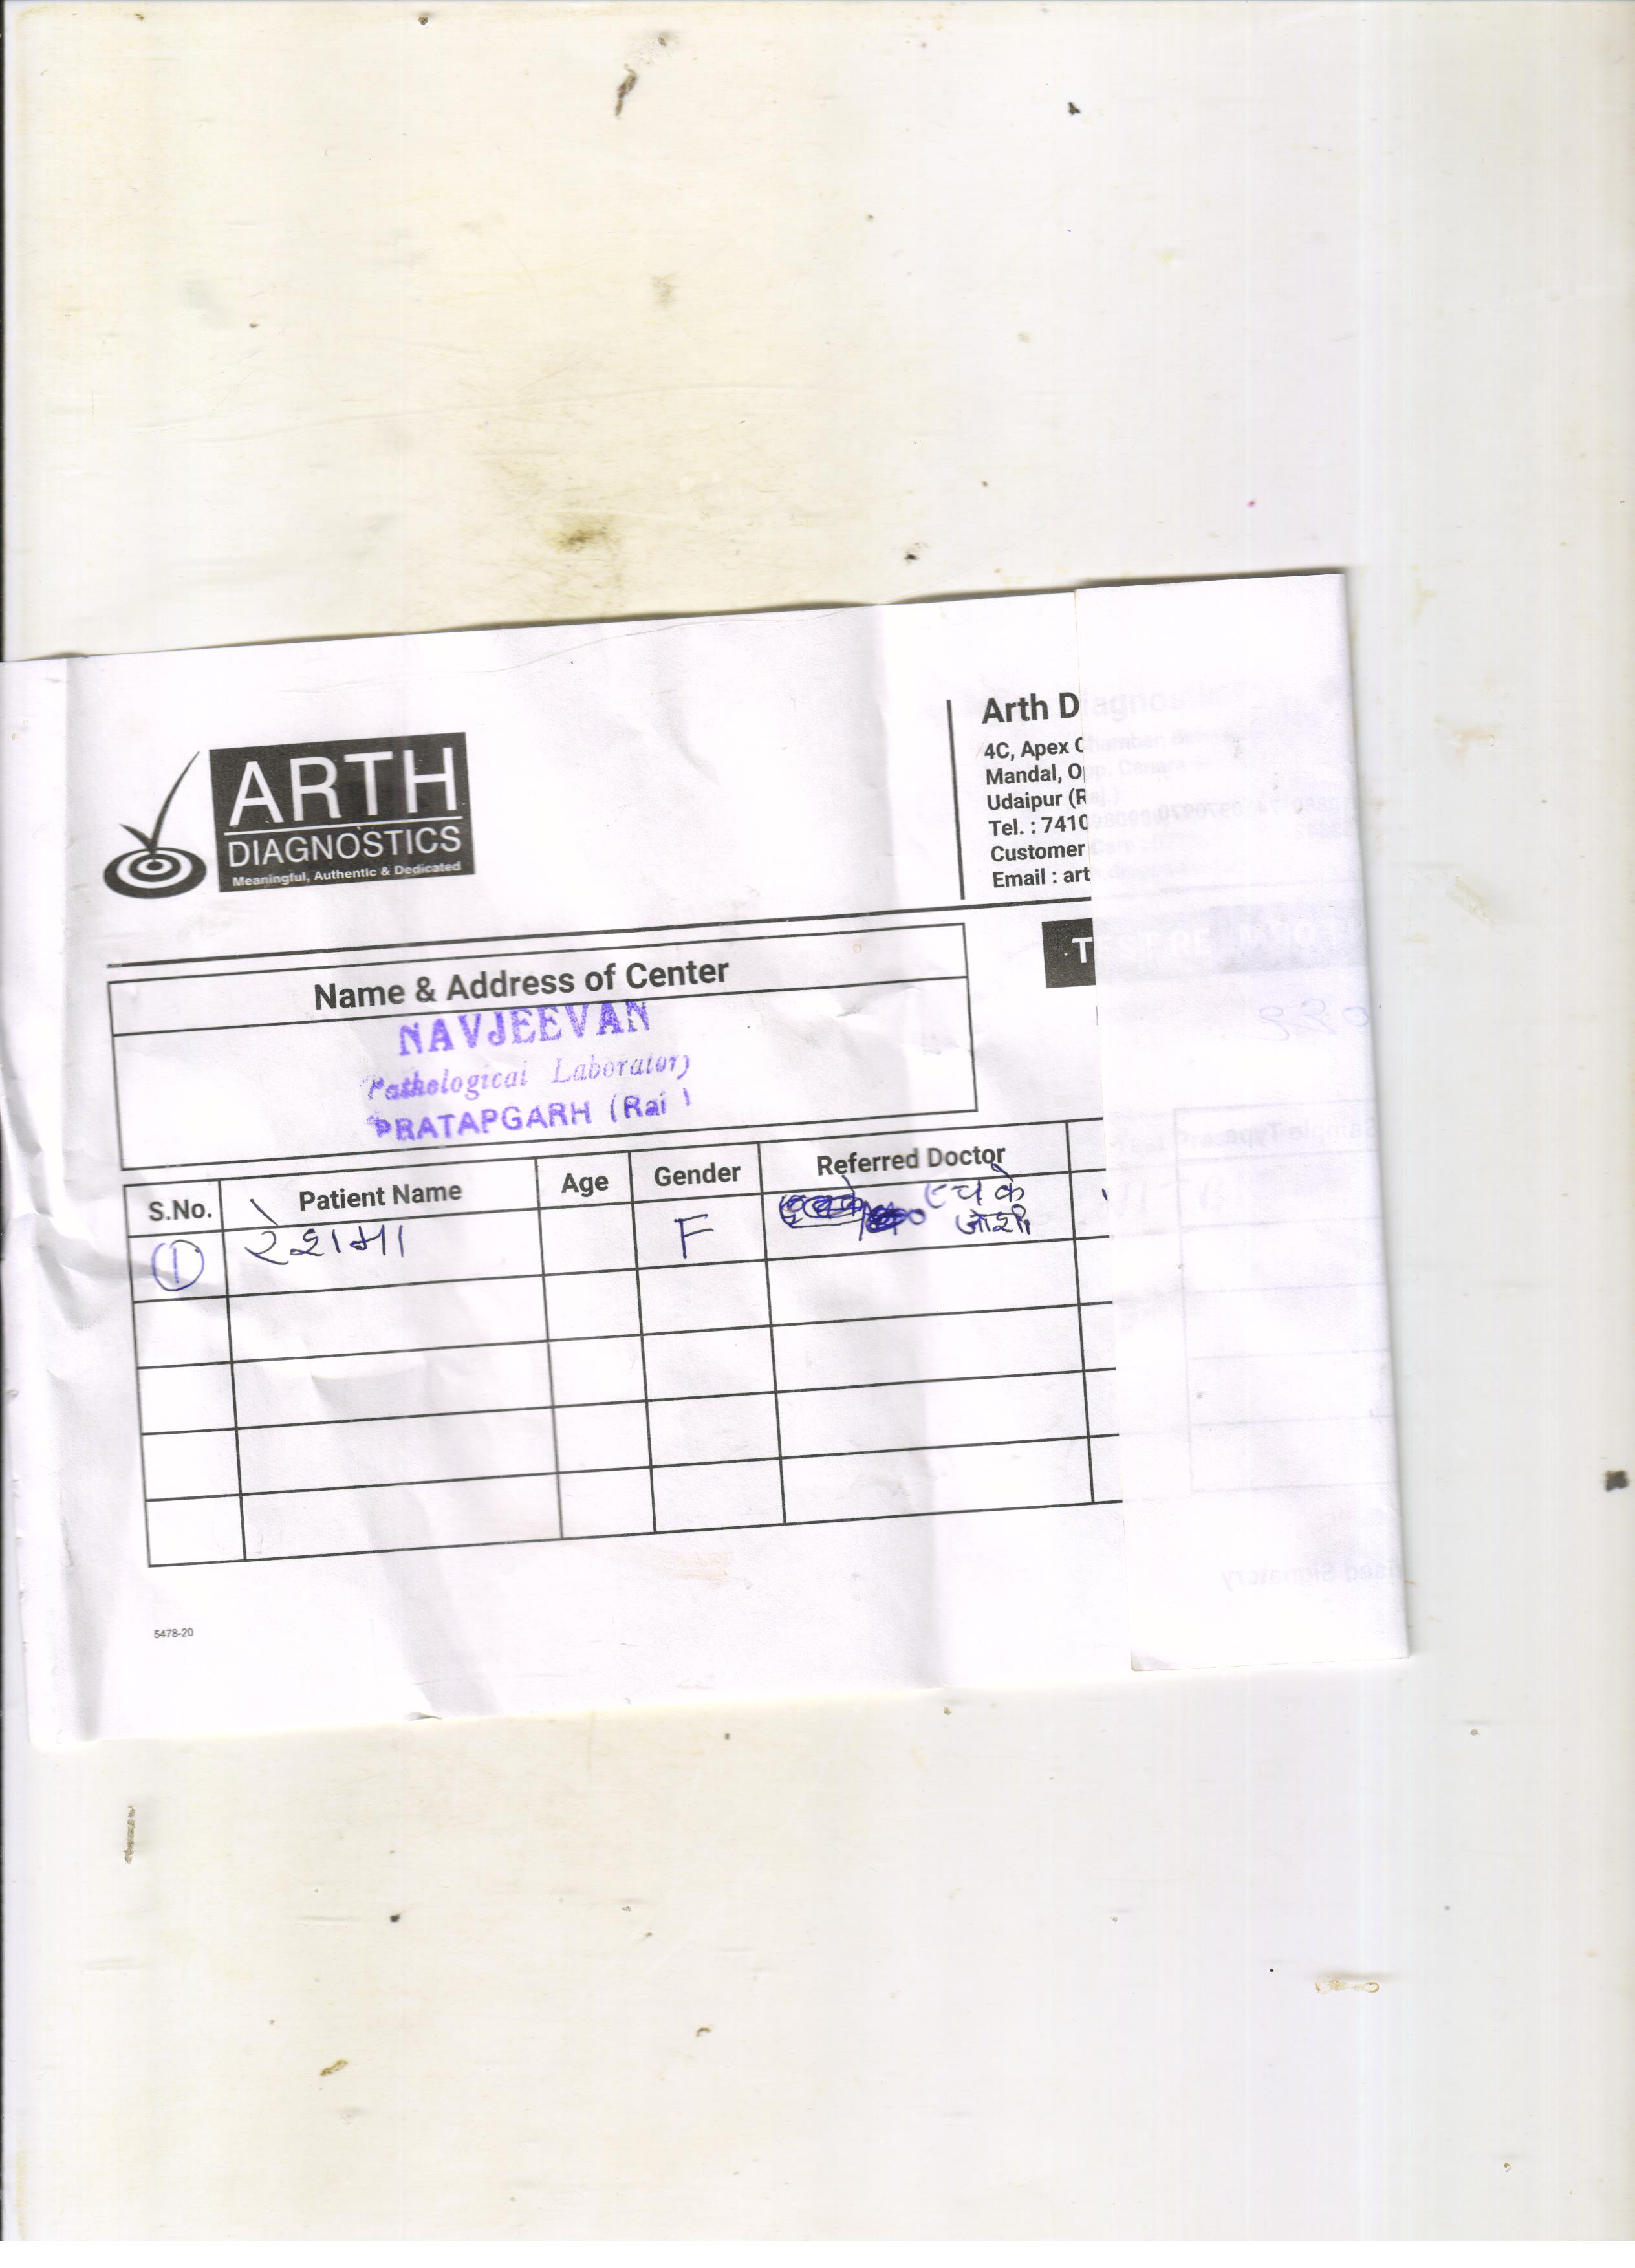 ARTH
DIAGNOSTICS
Meaningful, Authentic & Dedicated
Arth D
4C, Apex C
Mandal, Op
Udaipur (R
Tel. : 7410
Customer
Email : art
T
Name & Address of Center
NAVJEEVAN
Pathological Laboratory
PRATAPGARH (Raj)
S.No. Patient Name Age Gender Referred Doctor
1 रेशमा F एच के
जोशी
5478-20